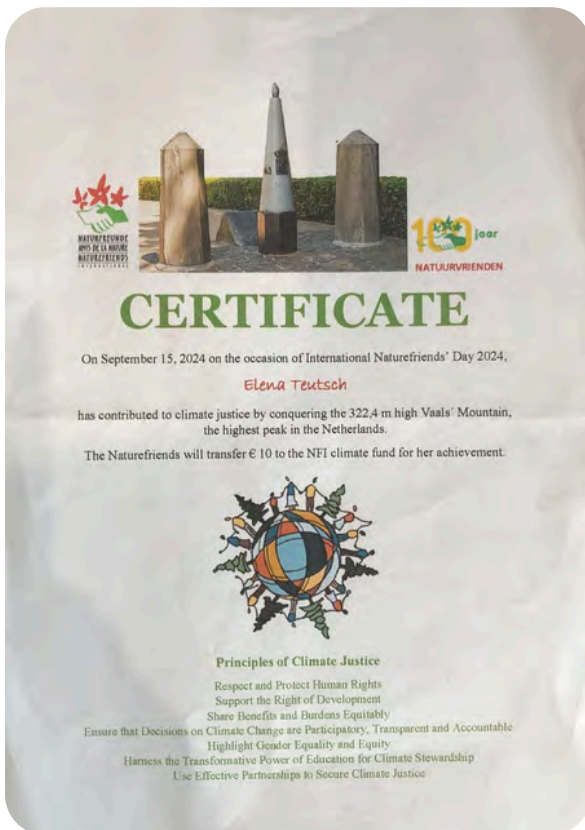 NATURFREUNDE
AMIS DE LA NATURE
NATUREFRIENDS
INTERNATIONAL
100 jaar
NATUURVRIENDEN
CERTIFICATE
On September 15, 2024 on the occasion of International Naturefriends' Day 2024,
Elena Teutsch
has contributed to climate justice by conquering the 322,4 m high Vaals' Mountain,
the highest peak in the Netherlands.
The Naturefriends will transfer € 10 to the NFI climate fund for her achievement.
Principles of Climate Justice
Respect and Protect Human Rights
Support the Right of Development
Share Benefits and Burdens Equitably
Ensure that Decisions on Climate Change are Participatory, Transparent and Accountable
Highlight Gender Equality and Equity
Harness the Transformative Power of Education for Climate Stewardship
Use Effective Partnerships to Secure Climate Justice